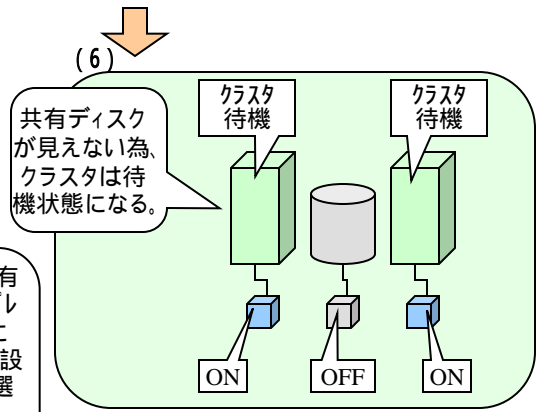 (6)
共有ディスク
が見えない為、
クラスタは待
機状態になる。
クラスタ
待機
クラスタ
待機
有
設
選
ON
OFF
ON